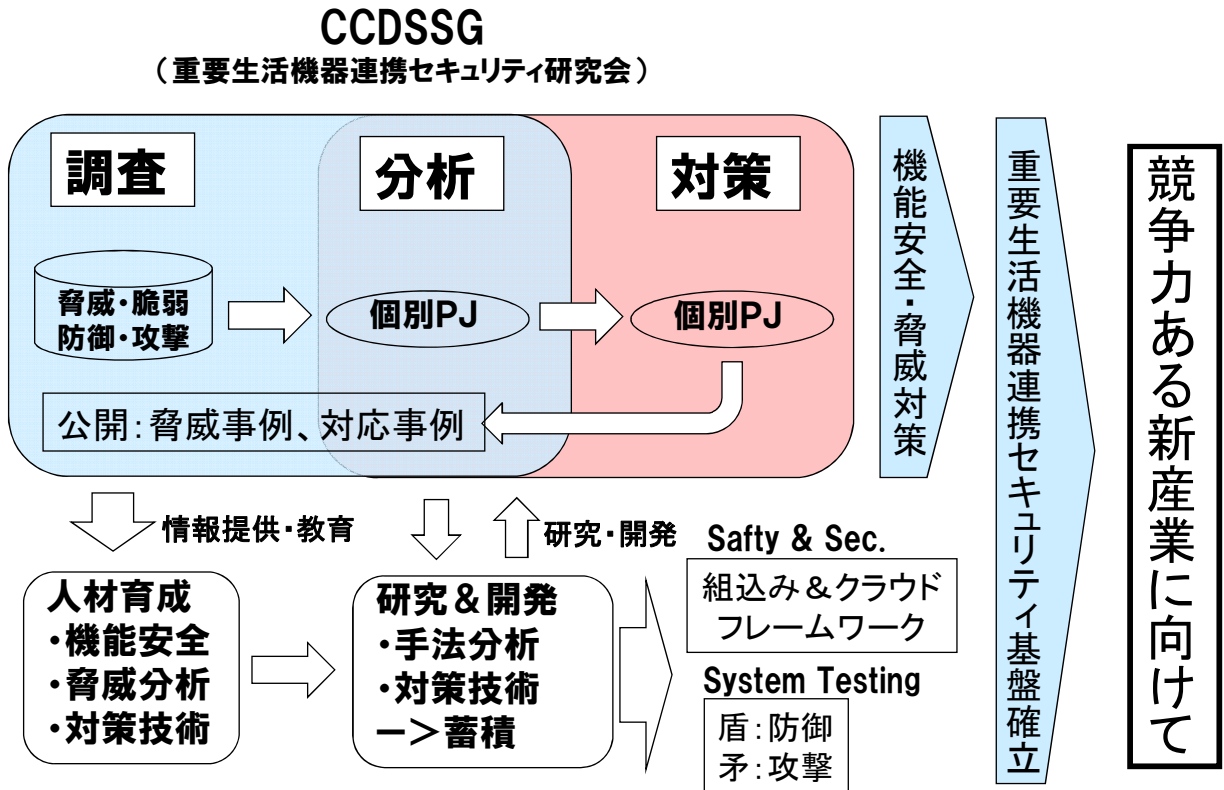 CCDSSG
（重要生活機器連携セキュリティ研究会）
調査
分析
対策
脅威・脆弱
防御・攻撃
個別PJ
個別PJ
公開：脅威事例、対応事例
機能安全・脅威対策
重要生活機器連携セキュリティ基盤確立
競争力ある新産業に向けて
情報提供・教育
研究・開発
人材育成
・機能安全
・脅威分析
・対策技術
研究＆開発
・手法分析
・対策技術
ー＞蓄積
Safty & Sec.
組込み＆クラウド
フレームワーク
System Testing
盾：防御
矛：攻撃